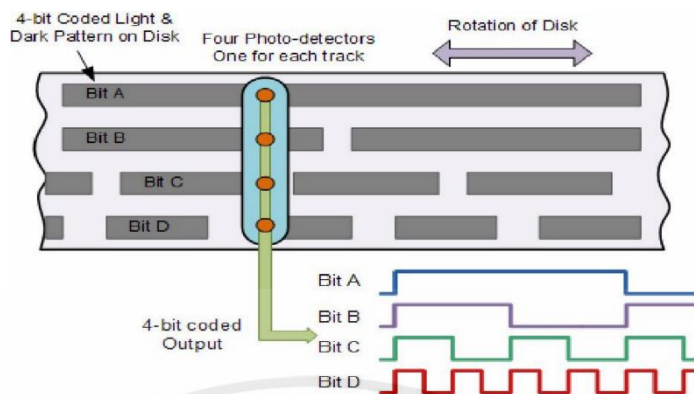 4-bit Coded Light &
Dark Pattern on Disk
Four Photo-detectors
One for each track
Rotation of Disk
Bit A
Bit B
Bit C
Bit D
4-bit coded
Output
Bit A
Bit B
Bit C
Bit D